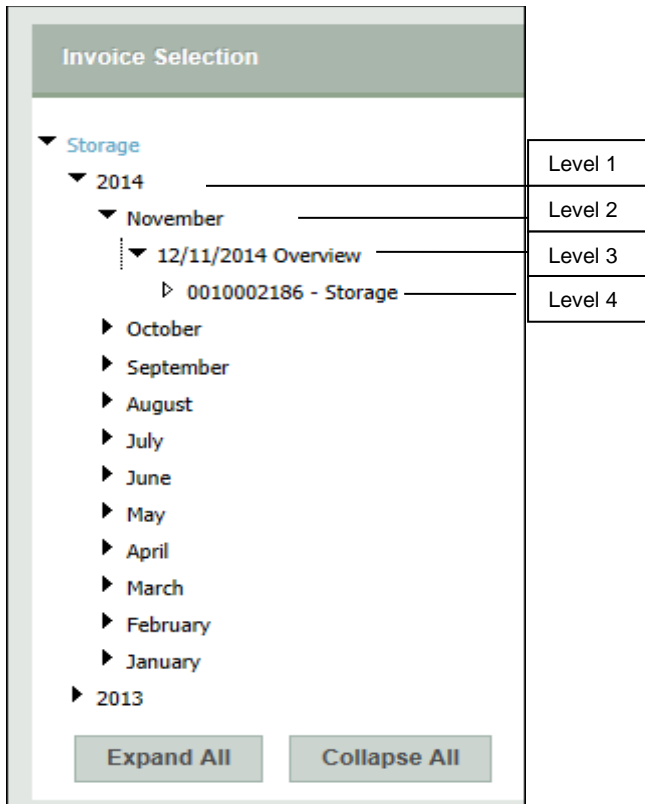 Invoice Selection
Storage
2014 Level 1
November Level 2
12/11/2014 Overview Level 3
0010002186 - Storage Level 4
October
September
August
July
June
May
April
March
February
January
2013
Expand All Collapse All